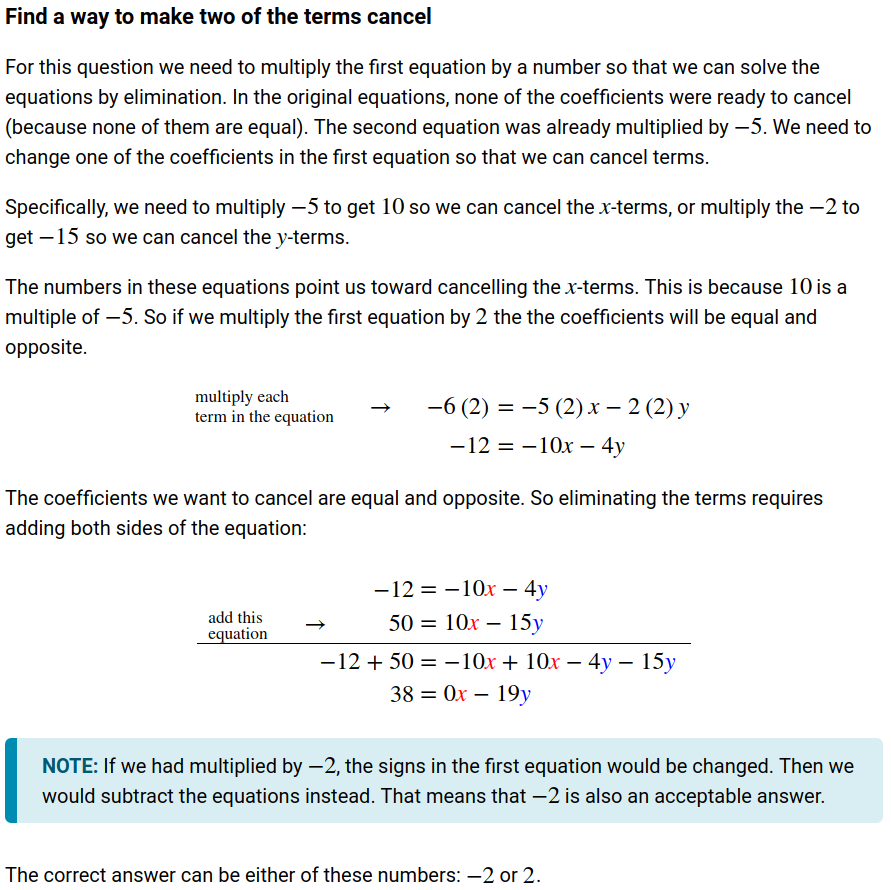 Find a way to make two of the terms cancel
For this question we need to multiply the first equation by a number so that we can solve the
equations by elimination. In the original equations, none of the coefficients were ready to cancel
(because none of them are equal). The second equation was already multiplied by −5. We need to
change one of the coefficients in the first equation so that we can cancel terms.
Specifically, we need to multiply −5 to get 10 so we can cancel the x-terms, or multiply the −2 to
get −15 so we can cancel the y-terms.
The numbers in these equations point us toward cancelling the x-terms. This is because 10 is a
multiple of −5. So if we multiply the first equation by 2 the the coefficients will be equal and
opposite.
multiply each
term in the equation → −6 (2) = −5 (2) x − 2 (2) y
−12 = −10x − 4y
The coefficients we want to cancel are equal and opposite. So eliminating the terms requires
adding both sides of the equation:
−12 = −10x − 4y
add this
equation → 50 = 10x − 15y
−12 + 50 = −10x + 10x − 4y − 15y
38 = 0x − 19y
NOTE: If we had multiplied by −2, the signs in the first equation would be changed. Then we
would subtract the equations instead. That means that −2 is also an acceptable answer.
The correct answer can be either of these numbers: −2 or 2.